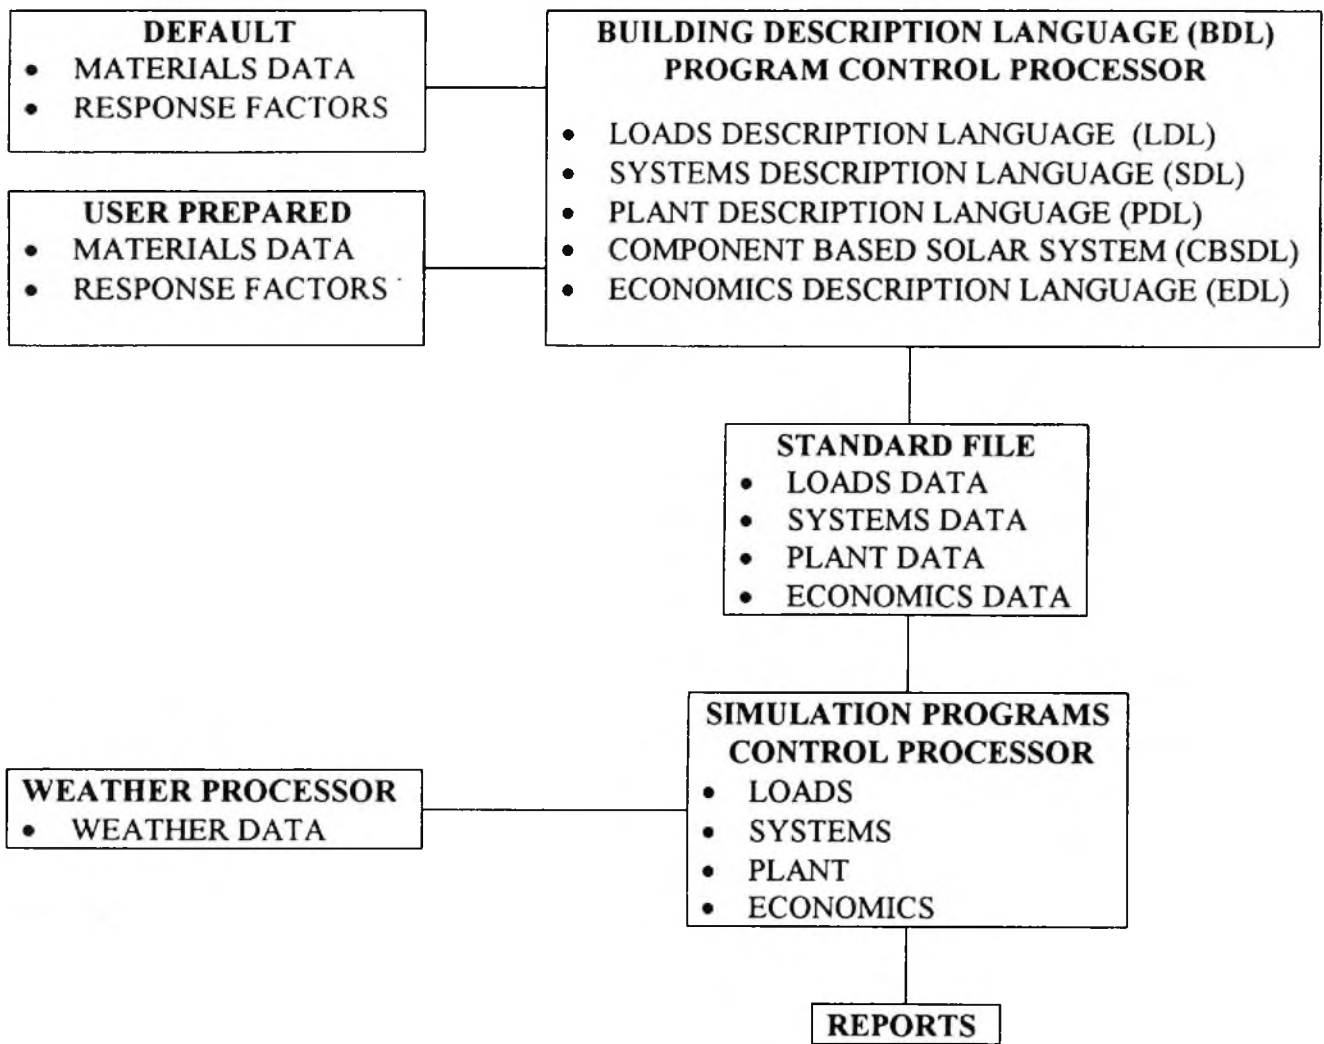 DEFAULT
• MATERIALS DATA
• RESPONSE FACTORS
USER PREPARED
• MATERIALS DATA
• RESPONSE FACTORS
BUILDING DESCRIPTION LANGUAGE (BDL)
PROGRAM CONTROL PROCESSOR
• LOADS DESCRIPTION LANGUAGE (LDL)
• SYSTEMS DESCRIPTION LANGUAGE (SDL)
• PLANT DESCRIPTION LANGUAGE (PDL)
• COMPONENT BASED SOLAR SYSTEM (CBSDL)
• ECONOMICS DESCRIPTION LANGUAGE (EDL)
STANDARD FILE
• LOADS DATA
• SYSTEMS DATA
• PLANT DATA
• ECONOMICS DATA
WEATHER PROCESSOR
• WEATHER DATA
SIMULATION PROGRAMS
CONTROL PROCESSOR
• LOADS
• SYSTEMS
• PLANT
• ECONOMICS
REPORTS